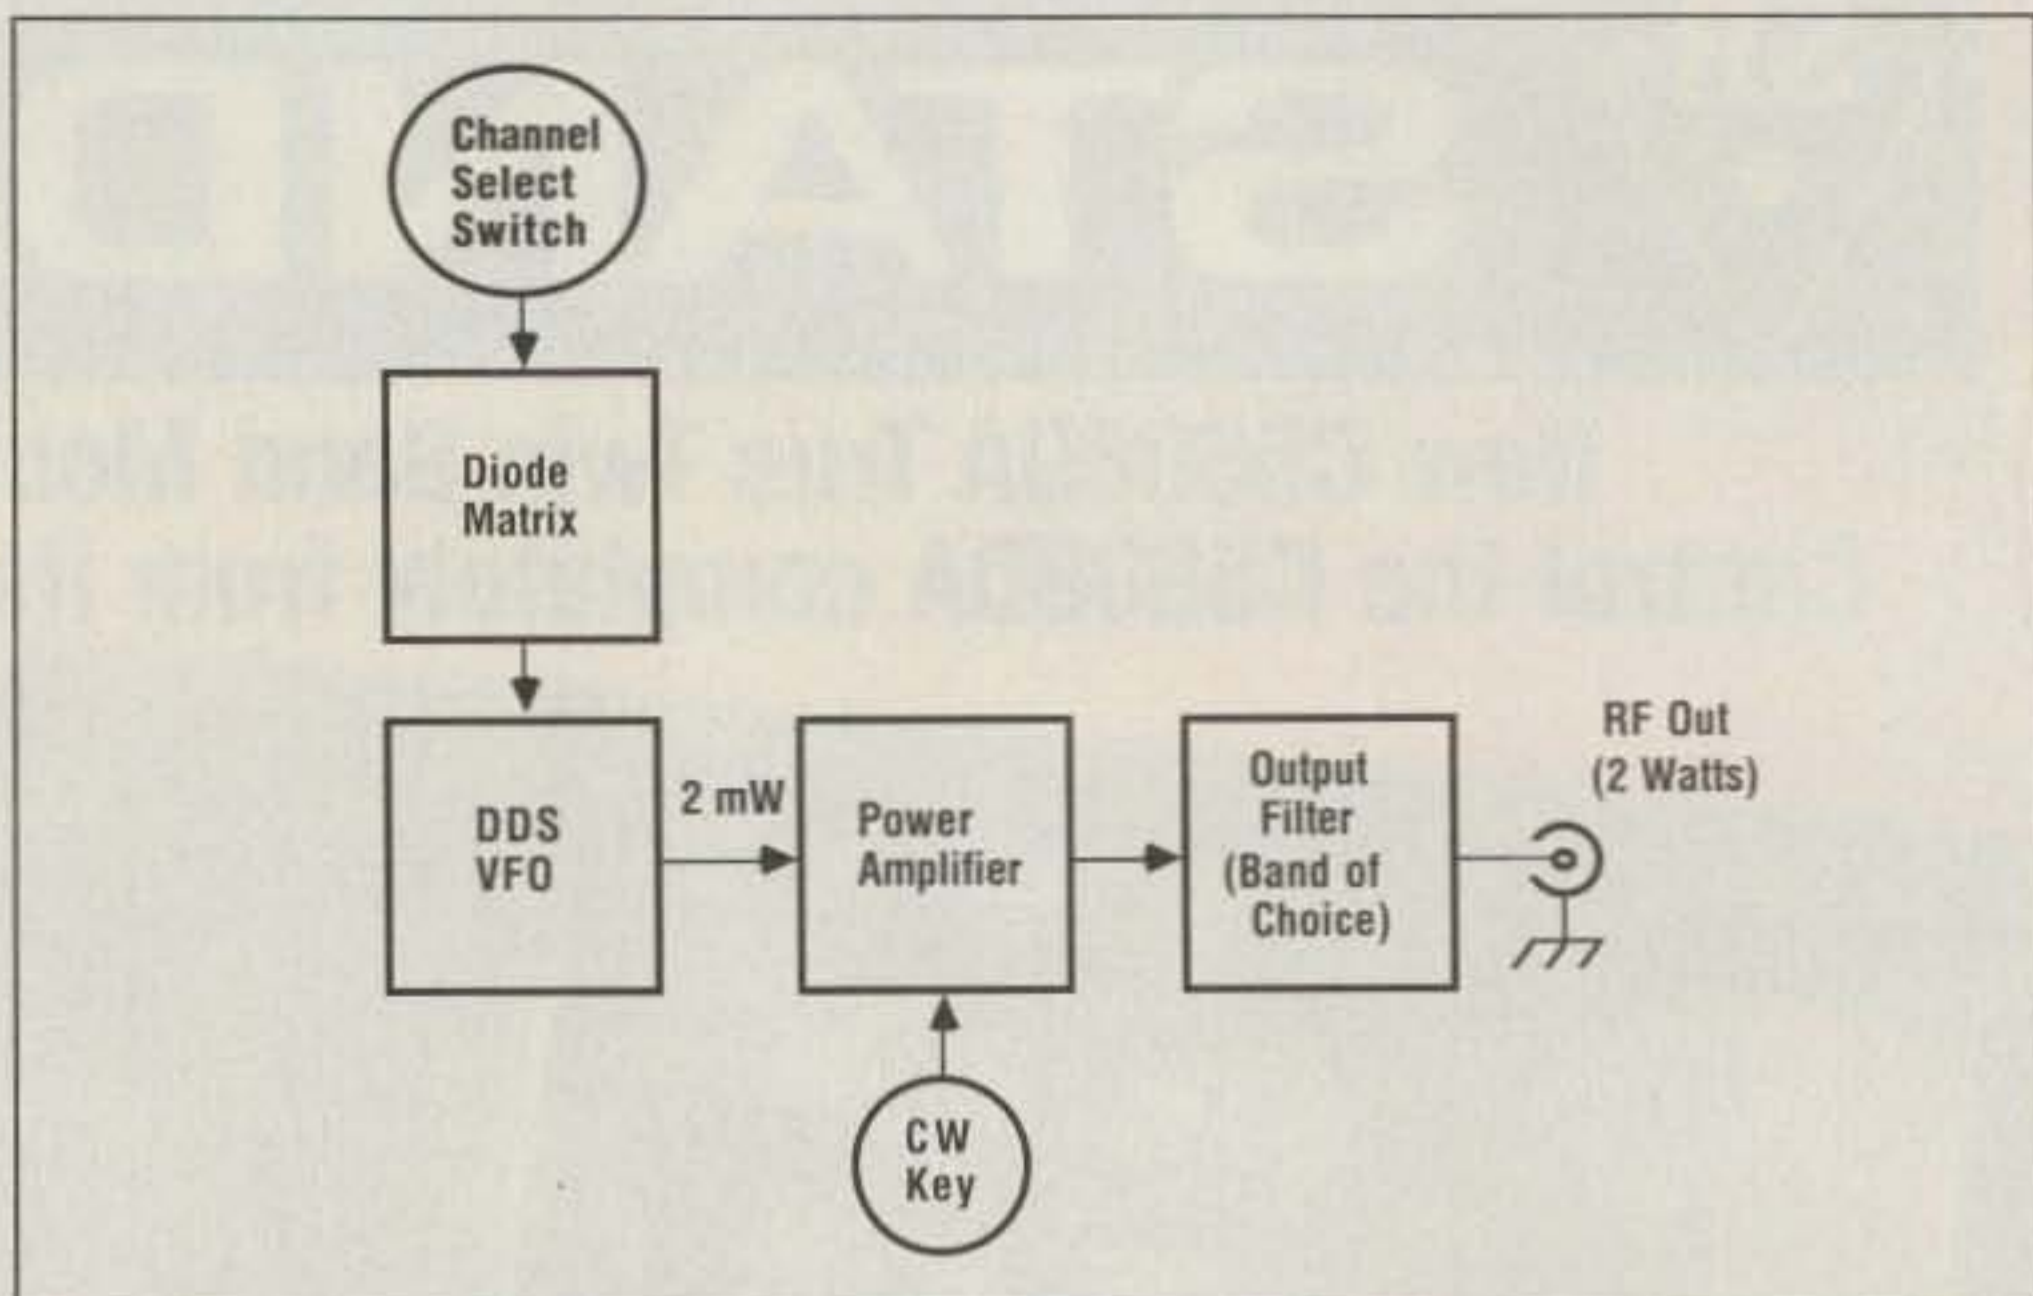 Channel
Select
Switch
Diode
Matrix
DDS
VFO
2 mW
Power
Amplifier
Output
Filter
(Band of
Choice)
RF Out
(2 Watts)
CW
Key